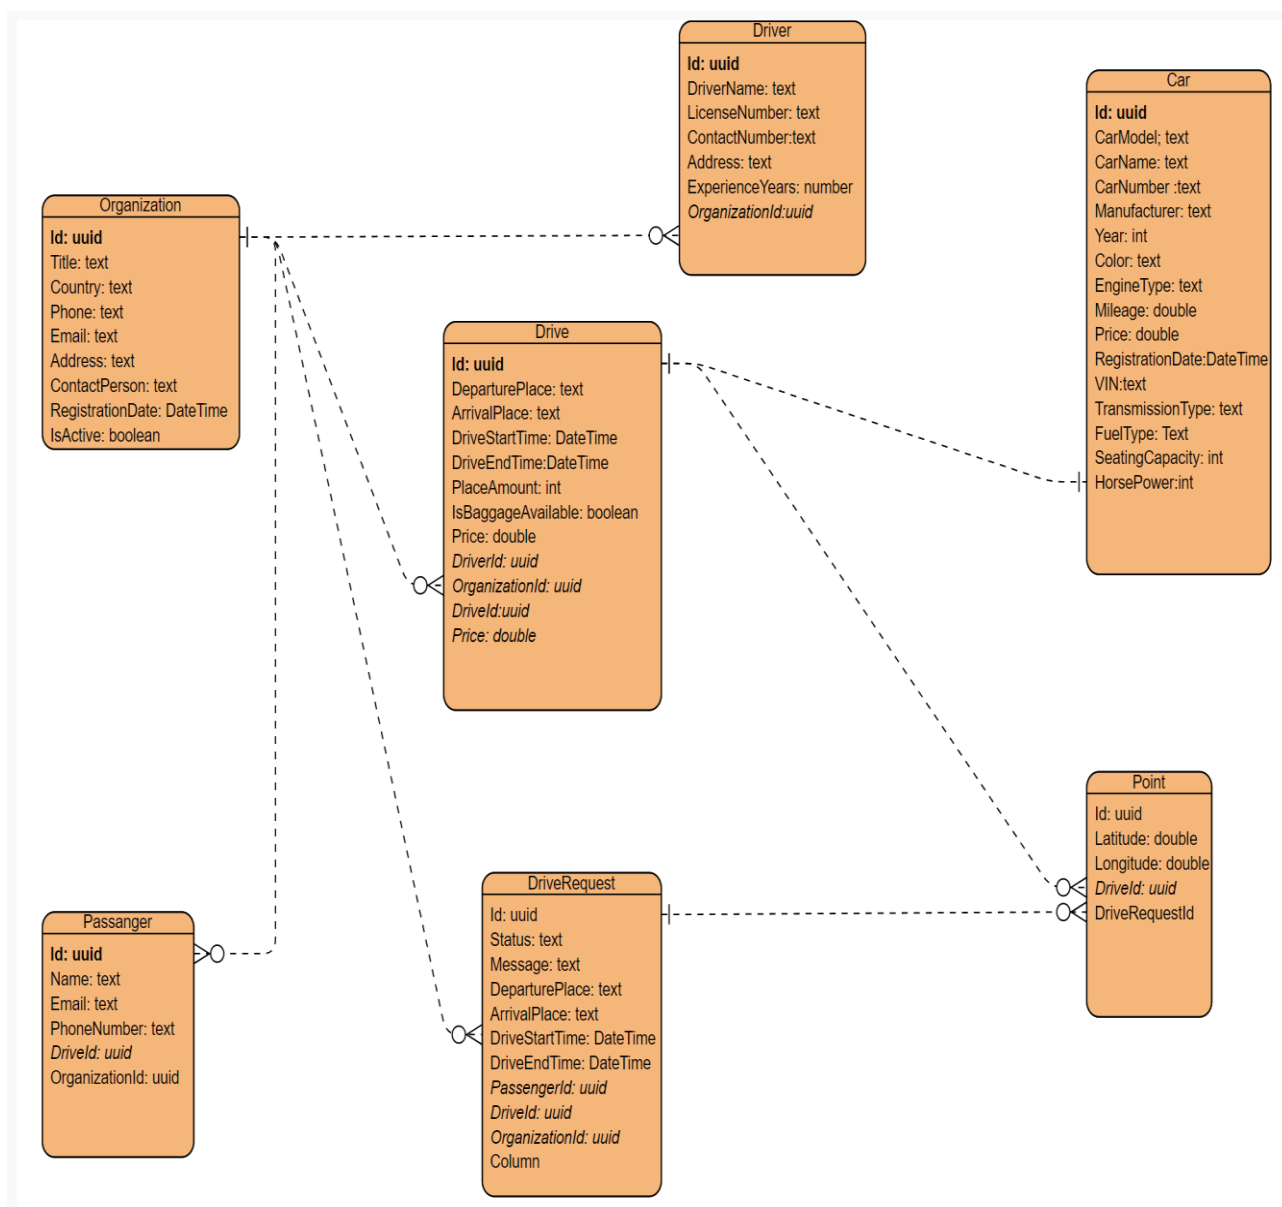 Driver
Id: uuid
DriverName: text
LicenseNumber: text
ContactNumber:text
Address: text
ExperienceYears: number
OrganizationId:uuid
Car
Id: uuid
CarModel; text
CarName: text
CarNumber :text
Manufacturer: text
Year: int
Color: text
EngineType: text
Mileage: double
Price: double
RegistrationDate:DateTime
VIN:text
TransmissionType: text
FuelType: Text
SeatingCapacity: int
HorsePower:int
Organization
Id: uuid
Title: text
Country: text
Phone: text
Email: text
Address: text
ContactPerson: text
RegistrationDate: DateTime
IsActive: boolean
Drive
Id: uuid
DeparturePlace: text
ArrivalPlace: text
DriveStartTime: DateTime
DriveEndTime:DateTime
PlaceAmount: int
IsBaggageAvailable: boolean
Price: double
DriverId: uuid
OrganizationId: uuid
DriveId:uuid
Price: double
Point
Id: uuid
Latitude: double
Longitude: double
DriveId: uuid
DriveRequestId
DriveRequest
Id: uuid
Status: text
Message: text
DeparturePlace: text
ArrivalPlace: text
DriveStartTime: DateTime
DriveEndTime: DateTime
PassengerId: uuid
DriveId: uuid
OrganizationId: uuid
Column
Passanger
Id: uuid
Name: text
Email: text
PhoneNumber: text
DriveId: uuid
OrganizationId: uuid